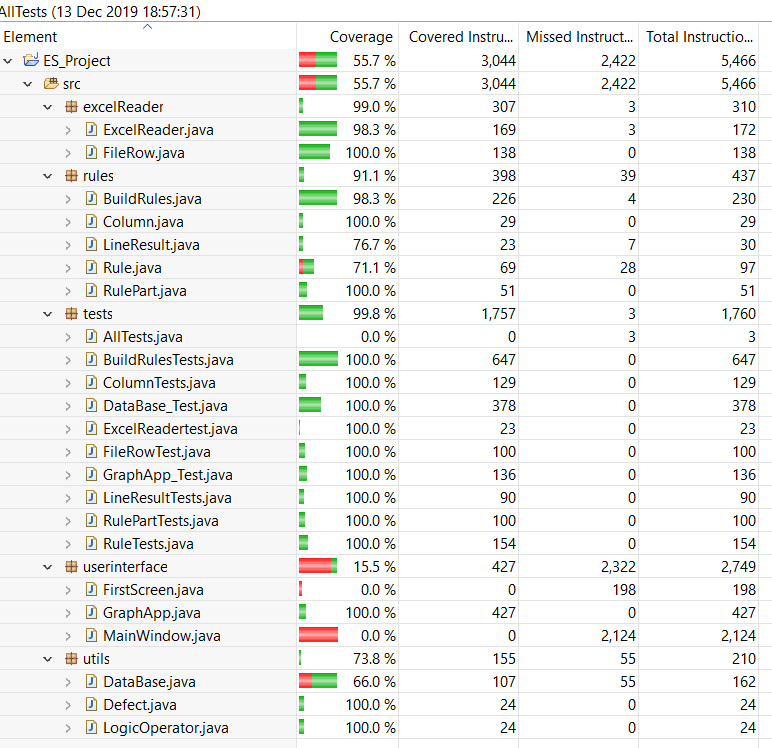 AllTests (13 Dec 2019 18:57:31)
Element Coverage Covered Instru... Missed Instruct... Total Instructio...
ES_Project 55.7 % 3,044 2,422 5,466
src 55.7 % 3,044 2,422 5,466
excelReader 99.0 % 307 3 310
ExcelReader.java 98.3 % 169 3 172
FileRow.java 100.0 % 138 0 138
rules 91.1 % 398 39 437
BuildRules.java 98.3 % 226 4 230
Column.java 100.0 % 29 0 29
LineResult.java 76.7 % 23 7 30
Rule.java 71.1 % 69 28 97
RulePart.java 100.0 % 51 0 51
tests 99.8 % 1,757 3 1,760
AllTests.java 0.0 % 0 3 3
BuildRulesTests.java 100.0 % 647 0 647
ColumnTests.java 100.0 % 129 0 129
DataBase_Test.java 100.0 % 378 0 378
ExcelReadertest.java 100.0 % 23 0 23
FileRowTest.java 100.0 % 100 0 100
GraphApp_Test.java 100.0 % 136 0 136
LineResultTests.java 100.0 % 90 0 90
RulePartTests.java 100.0 % 100 0 100
RuleTests.java 100.0 % 154 0 154
userinterface 15.5 % 427 2,322 2,749
FirstScreen.java 0.0 % 0 198 198
GraphApp.java 100.0 % 427 0 427
MainWindow.java 0.0 % 0 2,124 2,124
utils 73.8 % 155 55 210
DataBase.java 66.0 % 107 55 162
Defect.java 100.0 % 24 0 24
LogicOperator.java 100.0 % 24 0 24